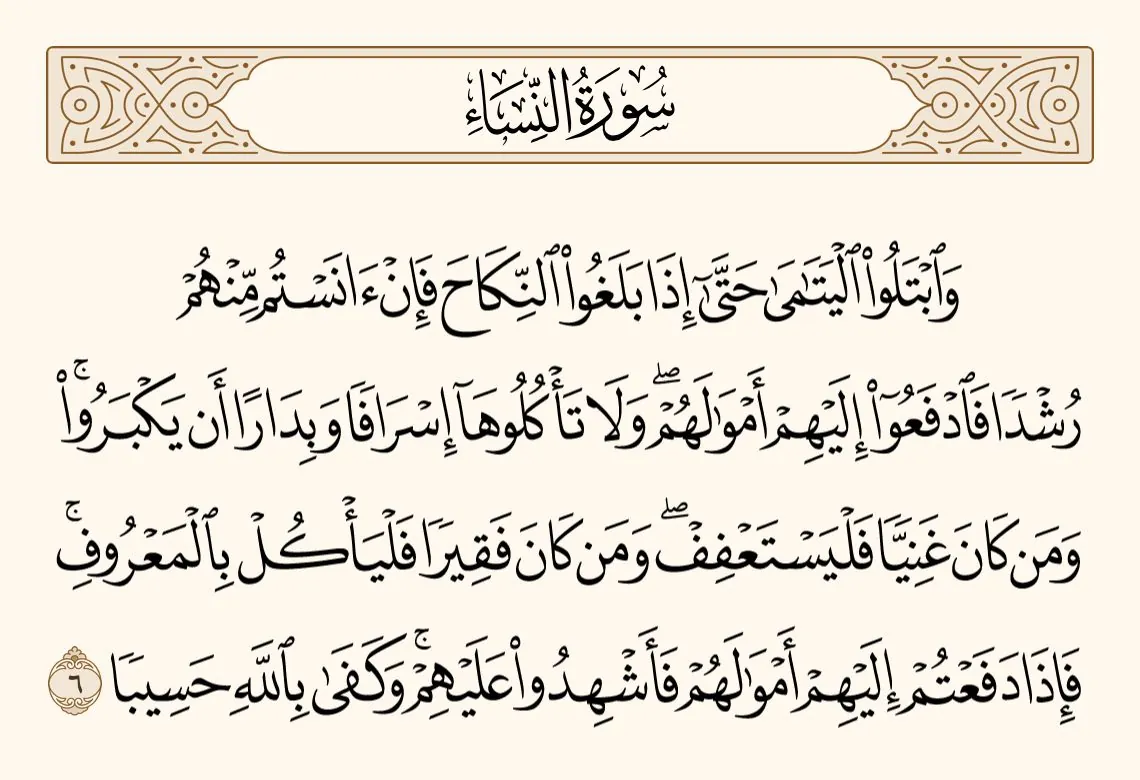 سُورَةُ النِّسَاءِ
وَٱبْتَلُوا۟ ٱلْيَتَـٰمَىٰ حَتَّىٰٓ إِذَا بَلَغُوا۟ ٱلنِّكَاحَ فَإِنْ ءَانَسْتُم مِّنْهُمْ
رُشْدًا فَٱدْفَعُوٓا۟ إِلَيْهِمْ أَمْوَٰلَهُمْ ۖ وَلَا تَأْكُلُوهَآ إِسْرَافًا وَبِدَارًا أَن يَكْبَرُوا۟ ۚ
وَمَن كَانَ غَنِيًّا فَلْيَسْتَعْفِفْ ۖ وَمَن كَانَ فَقِيرًا فَلْيَأْكُلْ بِٱلْمَعْرُوفِ ۚ
فَإِذَا دَفَعْتُمْ إِلَيْهِمْ أَمْوَٰلَهُمْ فَأَشْهِدُوا۟ عَلَيْهِمْ ۚ وَكَفَىٰ بِٱللَّهِ حَسِيبًا ٦